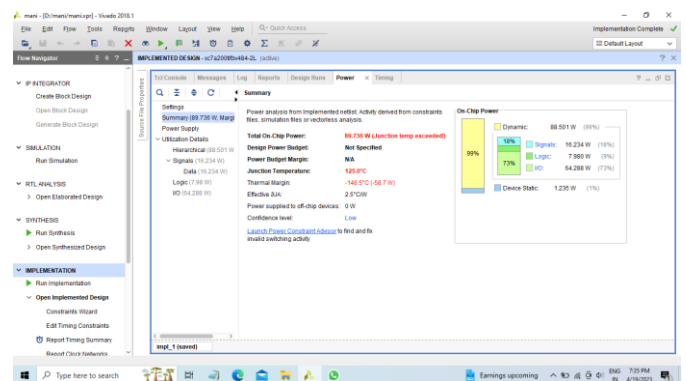 mani - [D:/mani/mani.xpr] - Vivado 2018.1
File Edit Flow Tools Reports Window Layout View Help Q- Quick Access
Implementation Complete
Default Layout
Flow Navigator
IMPLEMENTED DESIGN - xc7a200tfbv484-2L (active)
IP INTEGRATOR
Create Block Design
Open Block Design
Generate Block Design
SIMULATION
Run Simulation
RTL ANALYSIS
Open Elaborated Design
SYNTHESIS
Run Synthesis
Open Synthesized Design
IMPLEMENTATION
Run Implementation
Open Implemented Design
Constraints Wizard
Edit Timing Constraints
Report Timing Summary
Report Clock Networks
Source File Properties
Tcl Console Messages Log Reports Design Runs Power Timing
Settings
Summary (89.736 W, Margi
Power Supply
Utilization Details
Hierarchical (88.501 W
Signals (16.234 W)
Data (16.234 W)
Logic (7.98 W)
I/O (64.288 W)
Summary
Power analysis from Implemented netlist. Activity derived from constraints
files, simulation files or vectorless analysis.
Total On-Chip Power: 89.736 W (Junction temp exceeded!)
Design Power Budget: Not Specified
Power Budget Margin: N/A
Junction Temperature: 125.0°C
Thermal Margin: -146.5°C (-58.7 W)
Effective ϑJA: 2.5°C/W
Power supplied to off-chip devices: 0 W
Confidence level: Low
Launch Power Constraint Advisor to find and fix
invalid switching activity
On-Chip Power
99%
Dynamic: 88.501 W (99%)
18%
73%
Signals: 16.234 W (18%)
Logic: 7.980 W (9%)
I/O: 64.288 W (73%)
Device Static: 1.235 W (1%)
impl_1 (saved)
Type here to search
Earnings upcoming
ENG
IN
7:35 PM
4/28/2023